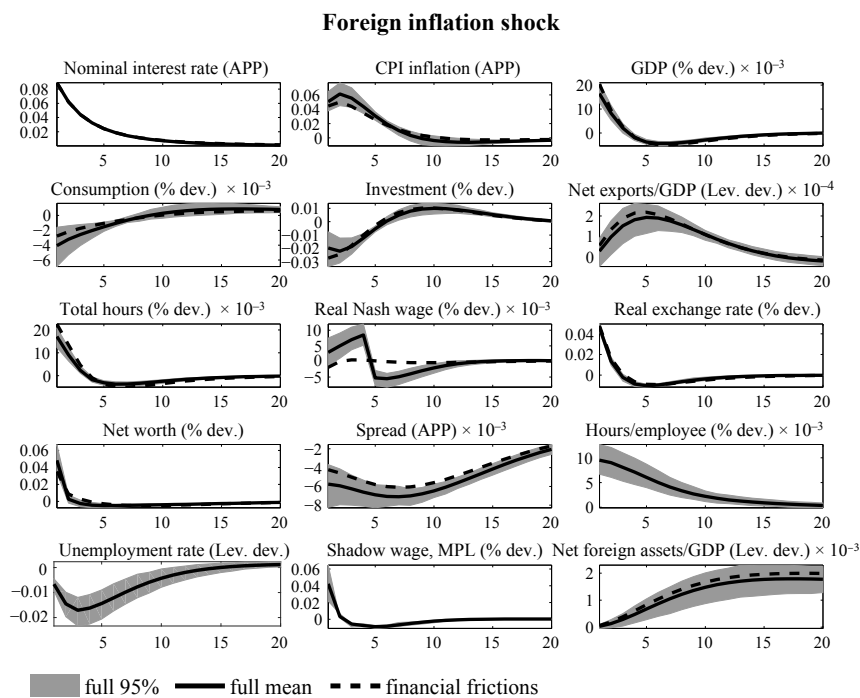 Foreign inflation shock
Nominal interest rate (APP)
0.08
0.06
0.04
0.02
5 10 15 20
CPI inflation (APP)
0.06
0.04
0.02
0
5 10 15 20
GDP (% dev.) × 10⁻³
20
10
0
5 10 15 20
Consumption (% dev.) × 10⁻³
0
−2
−4
−6
5 10 15 20
Investment (% dev.)
0.01
0
−0.01
−0.02
−0.03
5 10 15 20
Net exports/GDP (Lev. dev.) × 10⁻⁴
2
1
0
5 10 15 20
Total hours (% dev.) × 10⁻³
20
10
0
5 10 15 20
Real Nash wage (% dev.) × 10⁻³
10
5
0
−5
5 10 15 20
Real exchange rate (% dev.)
0.04
0.02
0
5 10 15 20
Net worth (% dev.)
0.06
0.04
0.02
0
5 10 15 20
Spread (APP) × 10⁻³
−2
−4
−6
−8
5 10 15 20
Hours/employee (% dev.) × 10⁻³
10
5
0
5 10 15 20
Unemployment rate (Lev. dev.)
0
−0.01
−0.02
5 10 15 20
Shadow wage, MPL (% dev.)
0.06
0.04
0.02
0
5 10 15 20
Net foreign assets/GDP (Lev. dev.) × 10⁻³
2
1
0
5 10 15 20
full 95% full mean financial frictions